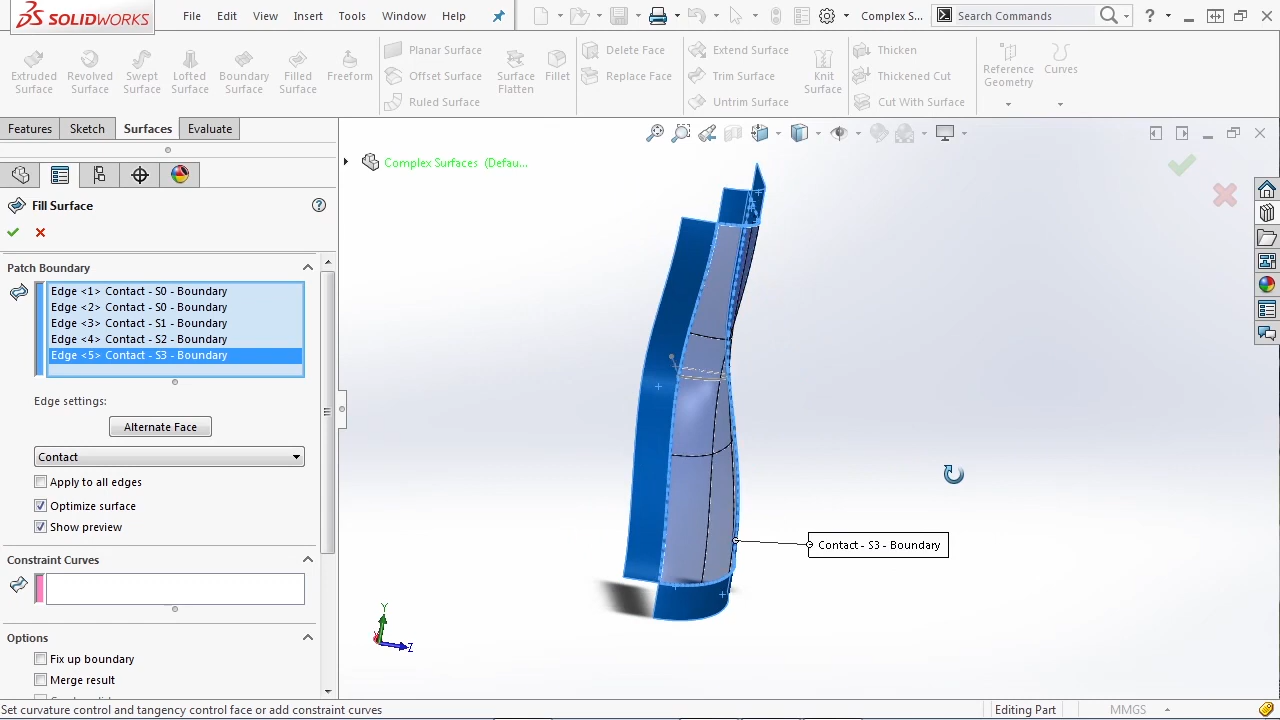 SOLIDWORKS
File Edit View Insert Tools Window Help
Complex S...
Search Commands
?
Extruded Surface
Revolved Surface
Swept Surface
Lofted Surface
Boundary Surface
Filled Surface
Freeform
Planar Surface
Offset Surface
Ruled Surface
Surface Flatten
Fillet
Delete Face
Replace Face
Extend Surface
Trim Surface
Untrim Surface
Knit Surface
Thicken
Thickened Cut
Cut With Surface
Reference Geometry
Curves
Features Sketch Surfaces Evaluate
Complex Surfaces (Defau...
Fill Surface
?
Patch Boundary
Edge <1> Contact - S0 - Boundary
Edge <2> Contact - S0 - Boundary
Edge <3> Contact - S1 - Boundary
Edge <4> Contact - S2 - Boundary
Edge <5> Contact - S3 - Boundary
Edge settings:
Alternate Face
Contact
Apply to all edges
Optimize surface
Show preview
Constraint Curves
Options
Fix up boundary
Merge result
Contact - S3 - Boundary
Y
Z
Set curvature control and tangency control face or add constraint curves
Editing Part
MMGS